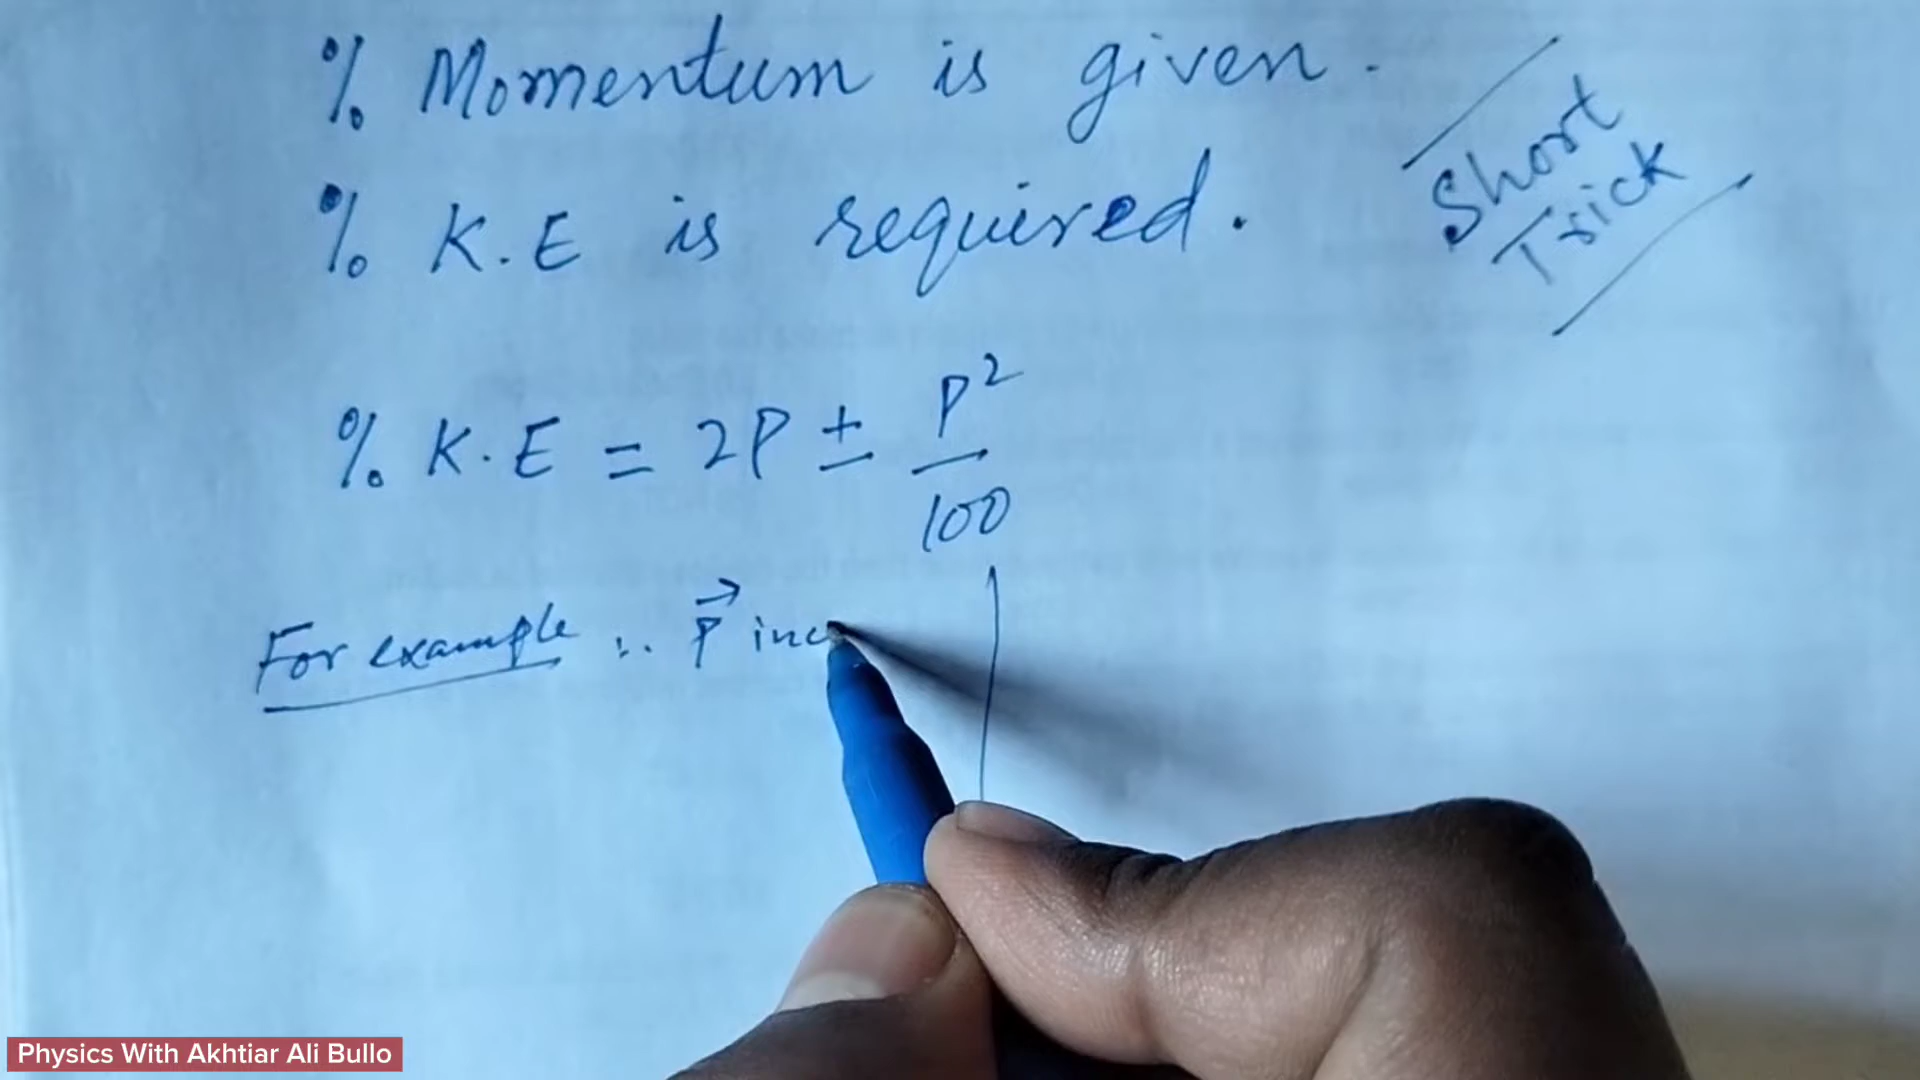 % Momentum is given.
% K.E is required.
Short
Trick
% K.E = 2P ± P²/100
For example :. P⃗ inc
Physics With Akhtiar Ali Bullo